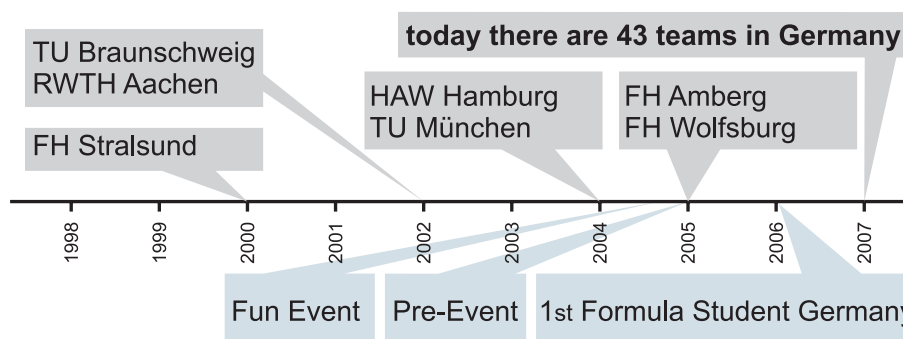 today there are 43 teams in Germany
TU Braunschweig
RWTH Aachen
HAW Hamburg
TU München
FH Amberg
FH Wolfsburg
FH Stralsund
1998
1999
2000
2001
2002
2003
2004
2005
2006
2007
Fun Event
Pre-Event
1st Formula Student Germany